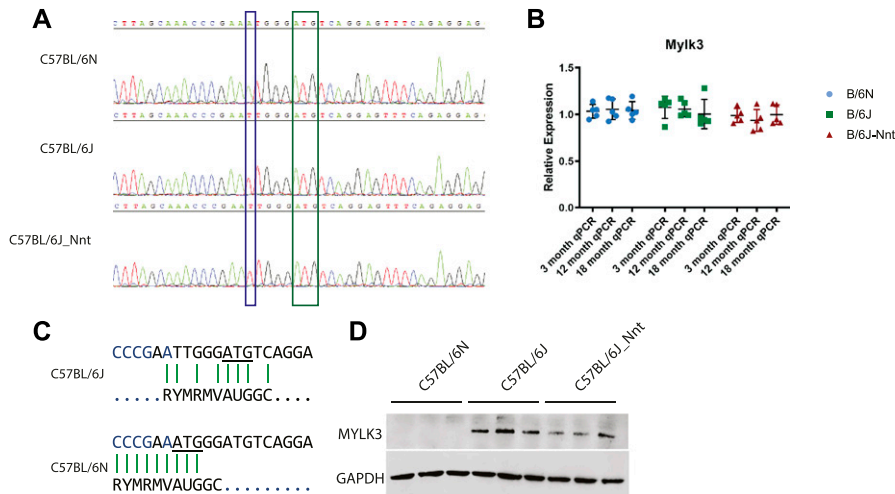 A
C T T A G C A A A C C C G A A A T G G G A T G T C A G G A G T T T C A G A G G A G
C57BL/6N
C T T A G C A A A C C C G A A T T G G G A T G T C A G G A G T T T C A G A G G A G
C57BL/6J
C T T A G C A A A C C C G A A T T G G G A T G T C A G G A G T T T C A G A G G A G
C57BL/6J_Nnt
B
Mylk3
Relative Expression
1.5
1.0
0.5
0.0
3 month qPCR
12 month qPCR
18 month qPCR
3 month qPCR
12 month qPCR
18 month qPCR
3 month qPCR
12 month qPCR
18 month qPCR
B/6N
B/6J
B/6J-Nnt
C
CCCGAATTGGGATGTCAGGA
C57BL/6J
.....RYMRMVAUGGC....
CCCGAAATGGGATGTCAGGA
C57BL/6N
RYMRMVAUGGC.........
D
C57BL/6N
C57BL/6J
C57BL/6J_Nnt
MYLK3
GAPDH